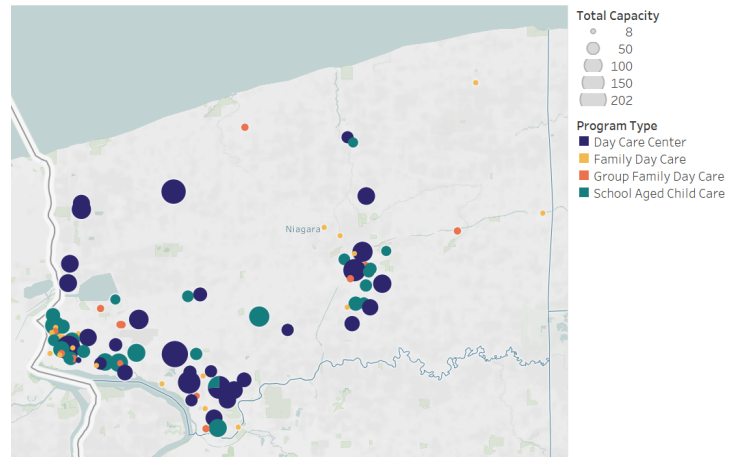 Total Capacity
8
50
100
150
202
Program Type
Day Care Center
Family Day Care
Group Family Day Care
School Aged Child Care
Niagara